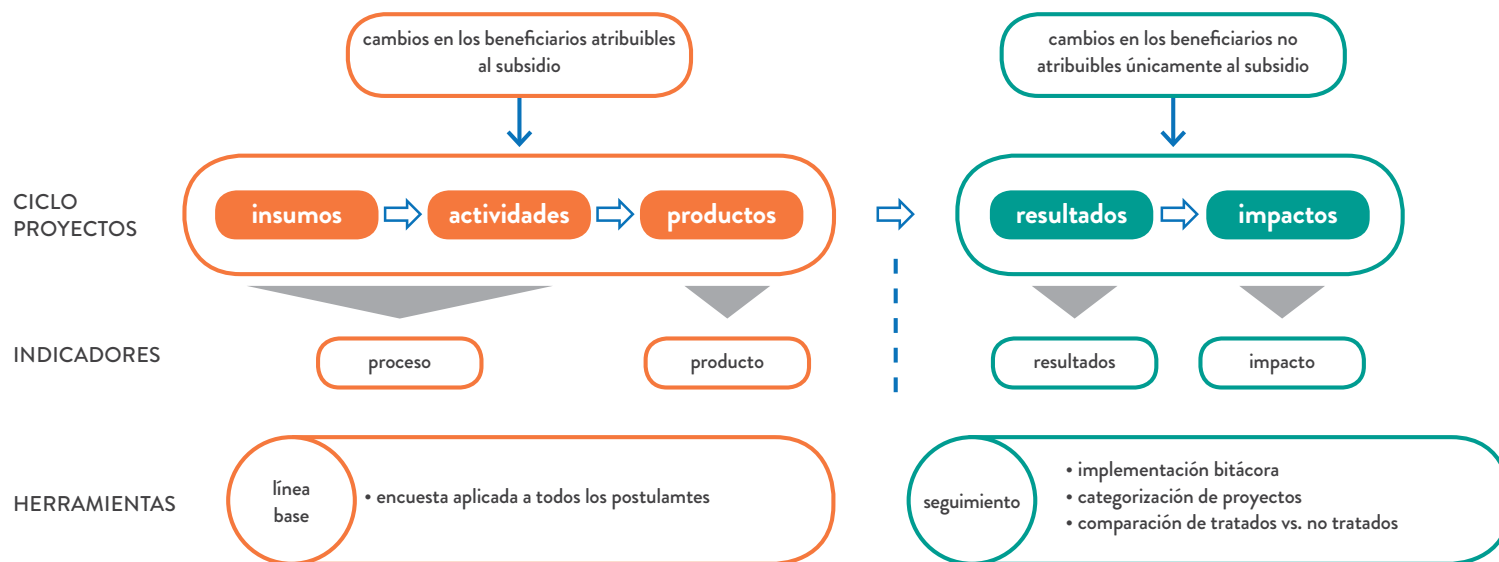 cambios en los beneficiarios atribuibles
al subsidio
cambios en los beneficiarios no
atribuibles únicamente al subsidio
CICLO
PROYECTOS
insumos
actividades
productos
resultados
impactos
INDICADORES
proceso
producto
resultados
impacto
HERRAMIENTAS
línea
base
• encuesta aplicada a todos los postulamtes
seguimiento
• implementación bitácora
• categorización de proyectos
• comparación de tratados vs. no tratados